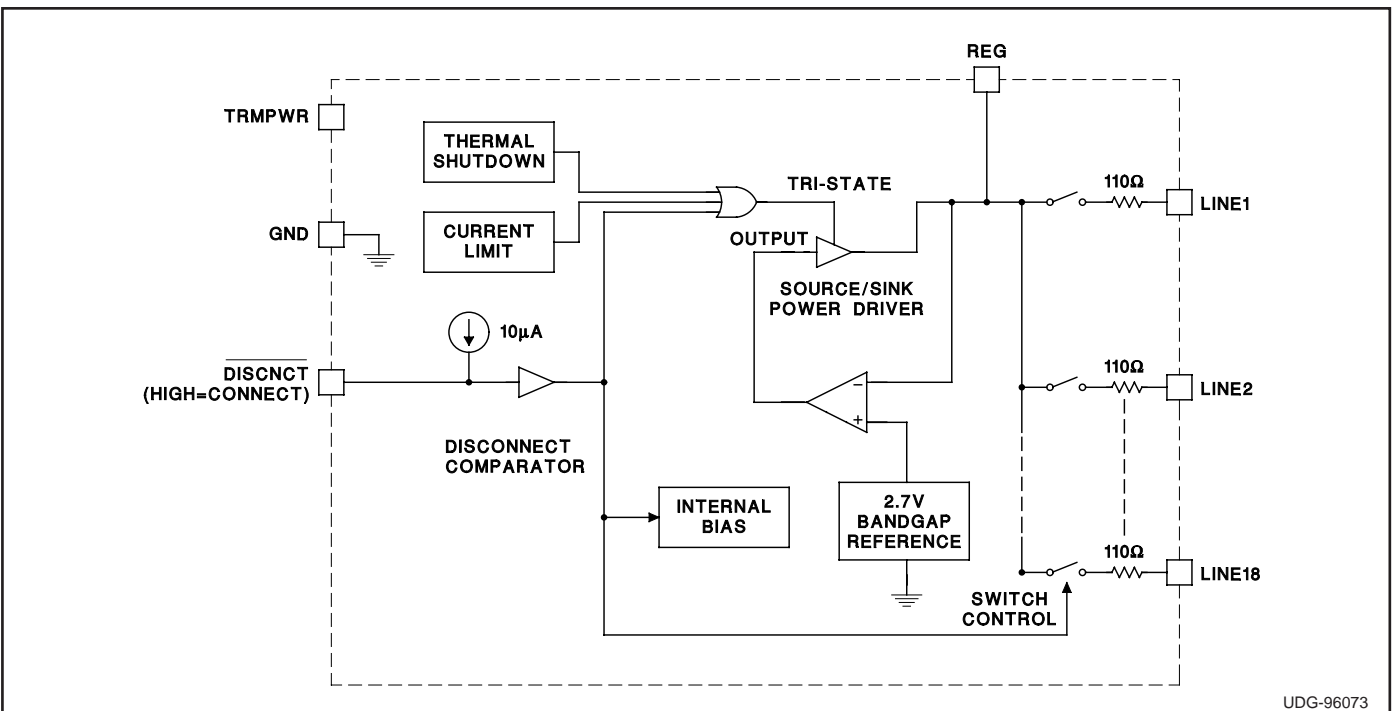 REG
TRMPWR
THERMAL
SHUTDOWN
110Ω
TRI-STATE
LINE1
GND
CURRENT
LIMIT
OUTPUT
SOURCE/SINK
POWER DRIVER
10µA
DISCNCT
(HIGH=CONNECT)
110Ω
LINE2
−
+
DISCONNECT
COMPARATOR
INTERNAL
BIAS
2.7V
BANDGAP
REFERENCE
110Ω
LINE18
SWITCH
CONTROL
UDG-96073